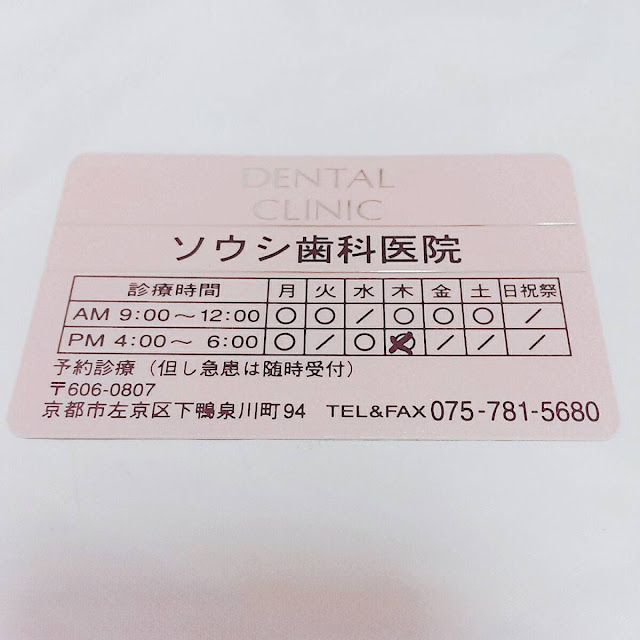 DENTAL
CLINIC
ソウシ歯科医院
診療時間 月 火 水 木 金 土 日祝祭
AM 9:00〜12:00 ○ ○ / ○ ○ ○ /
PM 4:00〜 6:00 ○ / ○ × / / /
予約診療（但し急患は随時受付）
〒606-0807
京都市左京区下鴨泉川町94 TEL&FAX 075-781-5680